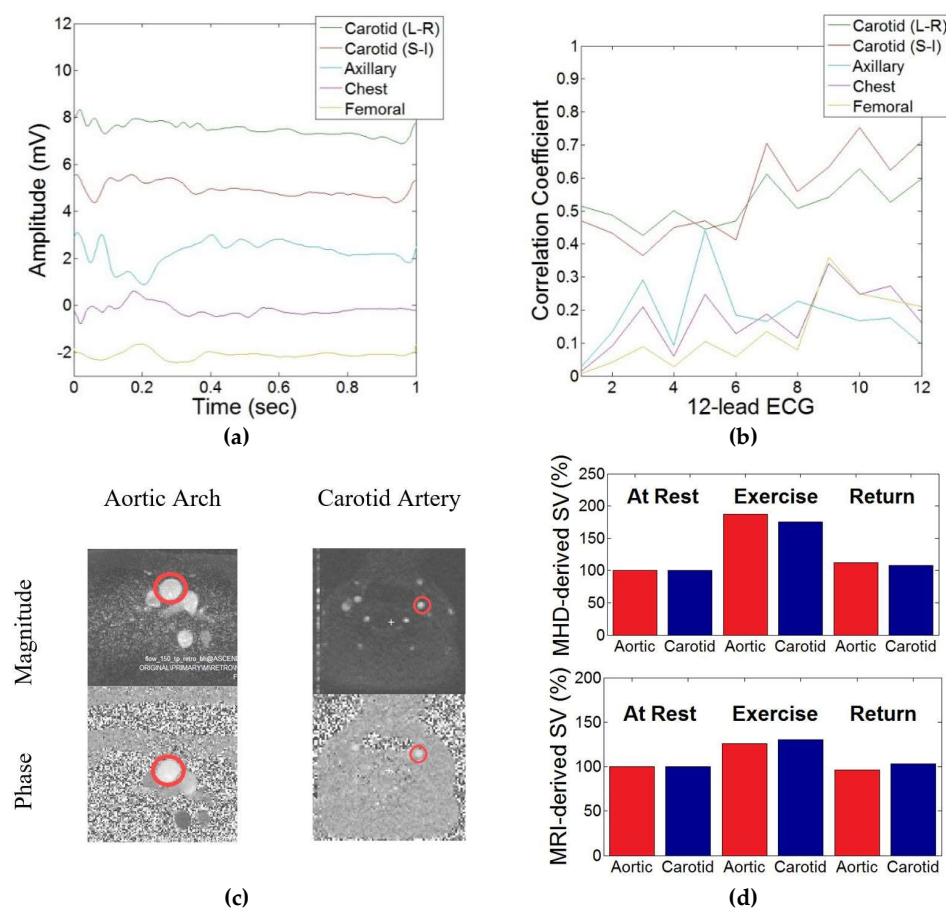 12
10
8
6
4
2
0
-2
Amplitude (mV)
0 0.2 0.4 0.6 0.8 1
Time (sec)
Carotid (L-R)
Carotid (S-I)
Axillary
Chest
Femoral
(a)
1
0.9
0.8
0.7
0.6
0.5
0.4
0.3
0.2
0.1
0
Correlation Coefficient
2 4 6 8 10 12
12-lead ECG
Carotid (L-R)
Carotid (S-I)
Axillary
Chest
Femoral
(b)
Aortic Arch Carotid Artery
Magnitude
flow_150_tp_retro_bh@ASCEND
ORIGINAL\PRIMARY\M\RETRO\
F
Phase
(c)
MHD-derived SV (%)
250
200
150
100
50
0
At Rest Exercise Return
Aortic Carotid Aortic Carotid Aortic Carotid
MRI-derived SV (%)
200
150
100
50
0
At Rest Exercise Return
Aortic Carotid Aortic Carotid Aortic Carotid
(d)